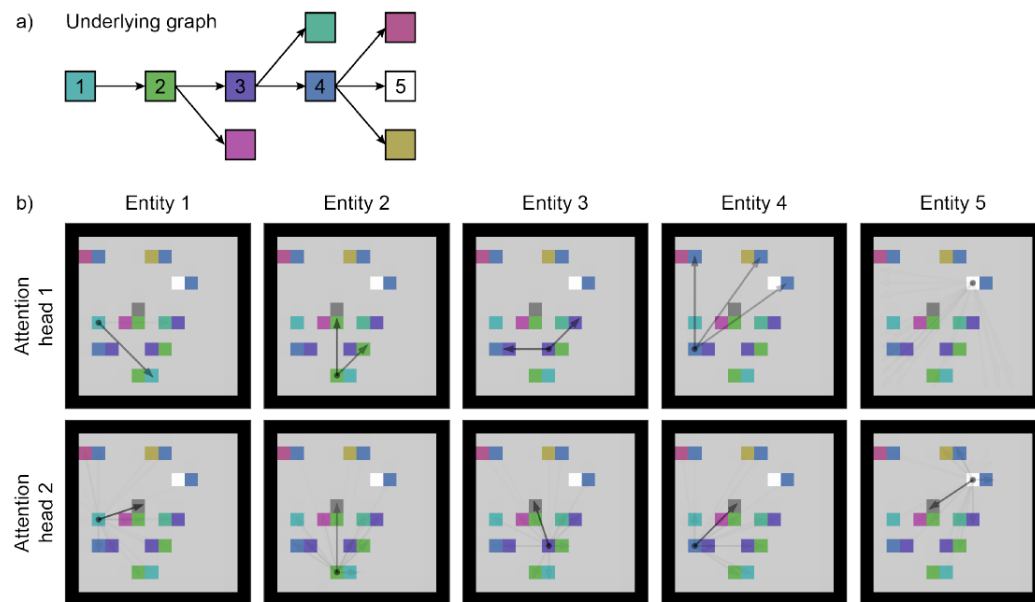 a) Underlying graph
1 2 3 4 5
b) Entity 1 Entity 2 Entity 3 Entity 4 Entity 5
Attention
head 1
Attention
head 2